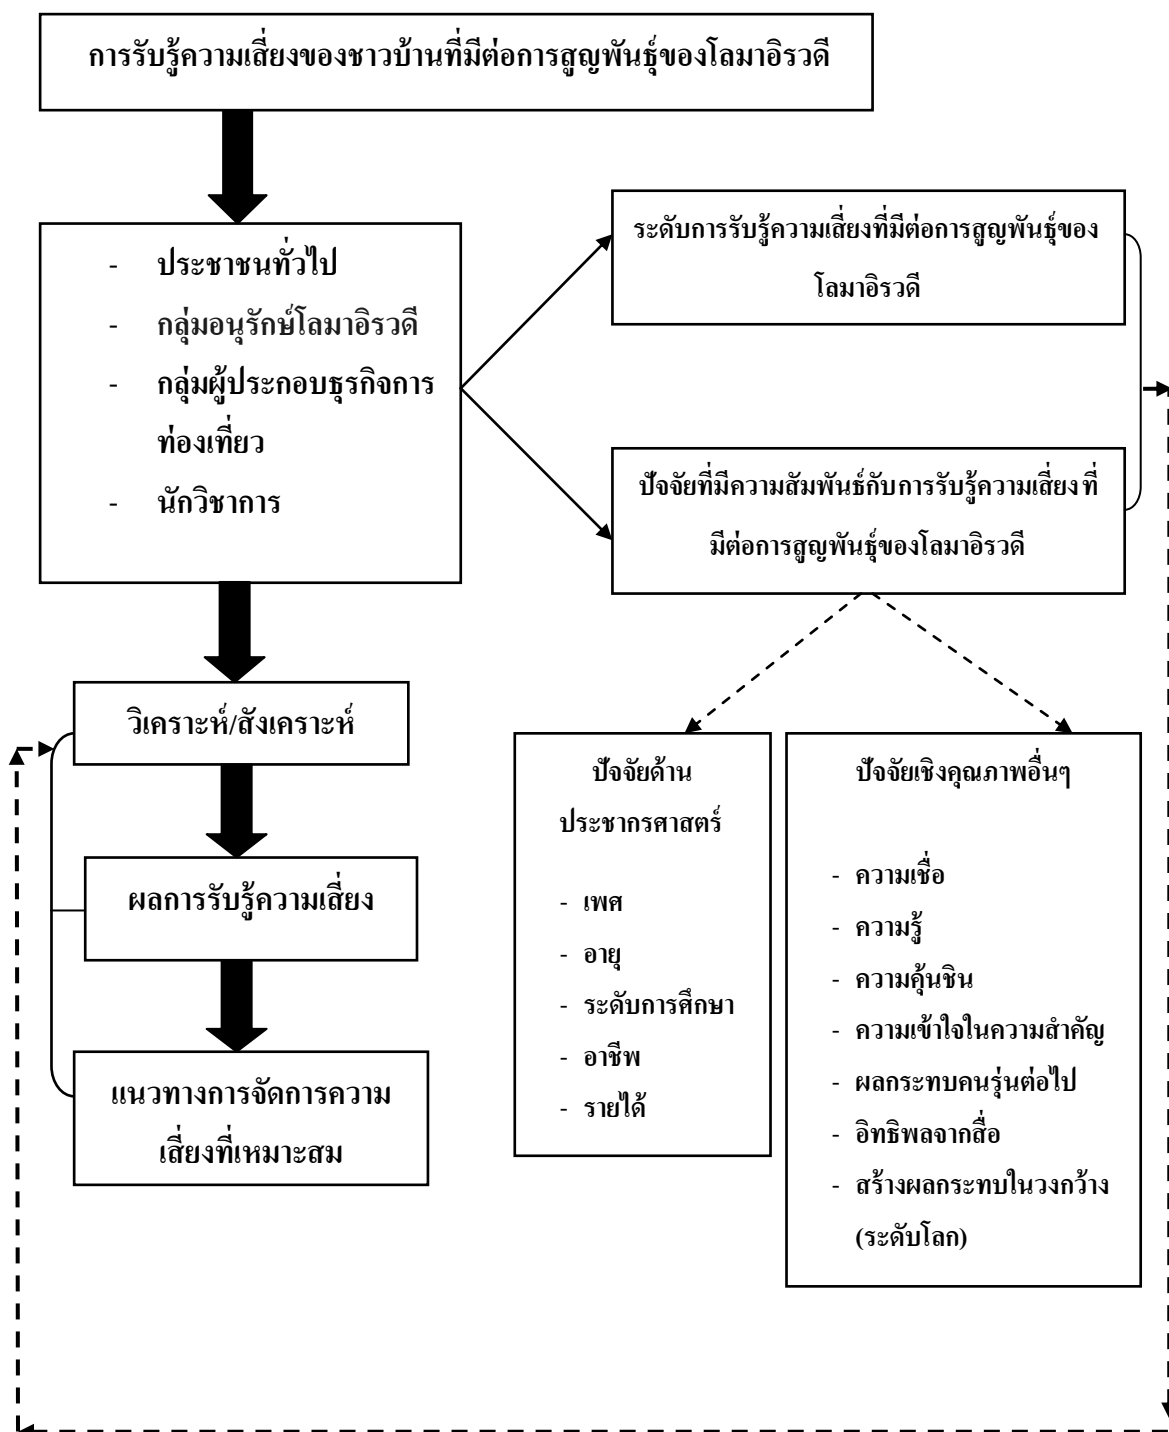 การรับรู้ความเสี่ยงของชาวบ้านที่มีต่อการสูญพันธุ์ของโลมาอิรวดี
- ประชาชนทั่วไป
- กลุ่มอนุรักษ์โลมาอิรวดี
- กลุ่มผู้ประกอบธุรกิจการ
ท่องเที่ยว
- นักวิชาการ
ระดับการรับรู้ความเสี่ยงที่มีต่อการสูญพันธุ์ของ
โลมาอิรวดี
ปัจจัยที่มีความสัมพันธ์กับการรับรู้ความเสี่ยง ที่
มีต่อการสูญพันธุ์ของโลมาอิรวดี
วิเคราะห์/สังเคราะห์
ผลการรับรู้ความเสี่ยง
แนวทางการจัดการความ
เสี่ยงที่เหมาะสม
ปัจจัยด้าน
ประชากรศาสตร์
- เพศ
- อายุ
- ระดับการศึกษา
- อาชีพ
- รายได้
ปัจจัยเชิงคุณภาพอื่นๆ
- ความเชื่อ
- ความรู้
- ความคุ้นชิน
- ความเข้าใจในความสำคัญ
- ผลกระทบคนรุ่นต่อไป
- อิทธิพลจากสื่อ
- สร้างผลกระทบในวงกว้าง
(ระดับโลก)